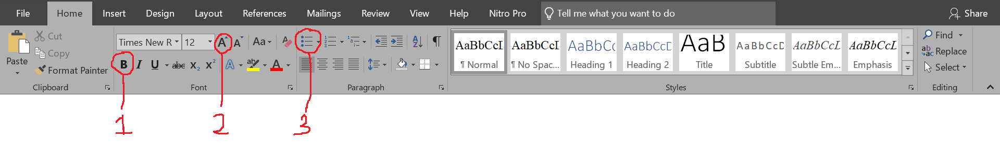 File Home Insert Design Layout References Mailings Review View Help Nitro Pro Tell me what you want to do Share
Cut
Copy
Format Painter
Paste
Clipboard
Times New R 12 A A Aa A
B I U abc X₂ X² A ab A
Font
A Z ¶
Paragraph
AaBbCcI AaBbCcI AaBbCc AaBbCcD AaB AaBbCcD AaBbCcL AaBbCcL
¶ Normal ¶ No Spac... Heading 1 Heading 2 Title Subtitle Subtle Em... Emphasis
Styles
Find
Replace
Select
Editing
1 2 3